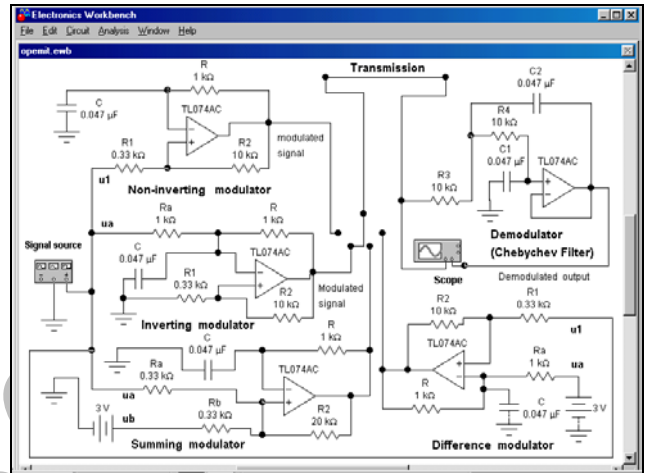 Electronics Workbench
File Edit Circuit Analysis Window Help
opemit.ewb
Transmission
R
1 kΩ
C
0.047 µF
TL074AC
R1
0.33 kΩ
R2
10 kΩ
modulated
signal
u1
Non-inverting modulator
C2
0.047 µF
R4
10 kΩ
C1
0.047 µF
TL074AC
R3
10 kΩ
Demodulator
(Chebychev Filter)
Scope
Demodulated output
ua
Ra
1 kΩ
R
1 kΩ
Signal source
C
0.047 µF
TL074AC
R1
0.33 kΩ
R2
10 kΩ
Modulated
signal
Inverting modulator
R
1 kΩ
C
0.047 µF
Ra
0.33 kΩ
ua
TL074AC
3 V
ub
Rb
0.33 kΩ
R2
20 kΩ
Summing modulator
R2
10 kΩ
R1
0.33 kΩ
u1
TL074AC
Ra
1 kΩ
ua
R
1 kΩ
C
0.047 µF
3 V
Difference modulator